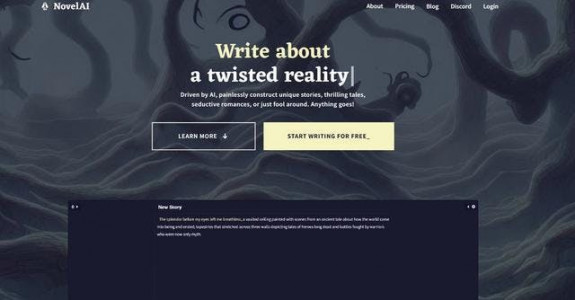 NovelAI
About Pricing Blog Discord Login
Write about
a twisted reality
Driven by AI, painlessly construct unique stories, thrilling tales,
seductive romances, or just fool around. Anything goes!
LEARN MORE
START WRITING FOR FREE_
New Story
The splendor before my eyes left me breathless, a vaulted ceiling painted with scenes from an ancient tale about how the world came
into being and ended, tapestries that stretched across three walls depicting tales of heroes long dead and battles fought by warriors
who were now only myth.